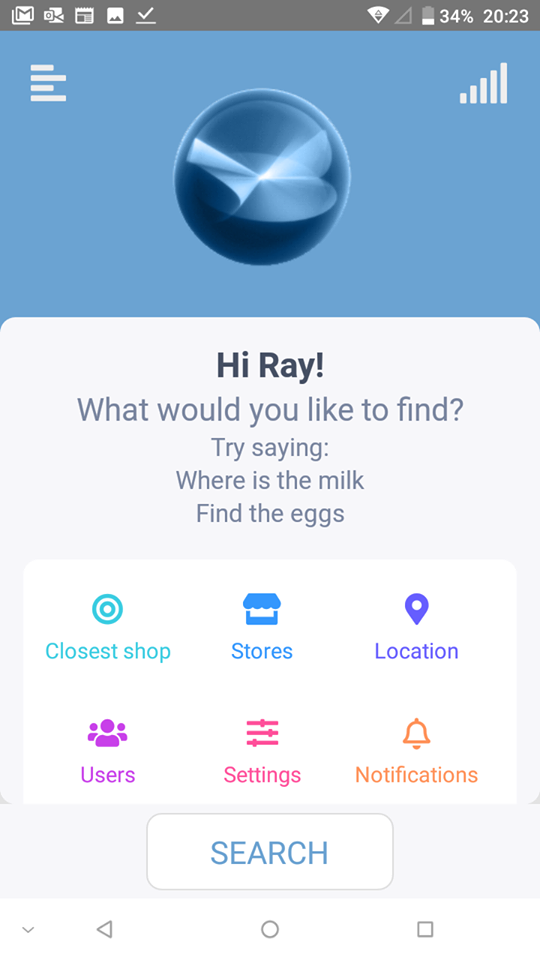 34% 20:23
Hi Ray!
What would you like to find?
Try saying:
Where is the milk
Find the eggs
Closest shop Stores Location
Users Settings Notifications
SEARCH